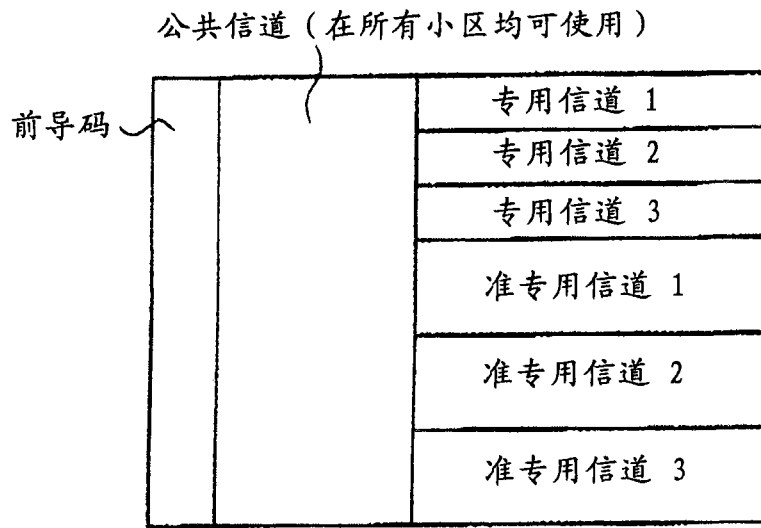 公共信道（在所有小区均可使用）
前导码
专用信道 1
专用信道 2
专用信道 3
准专用信道 1
准专用信道 2
准专用信道 3